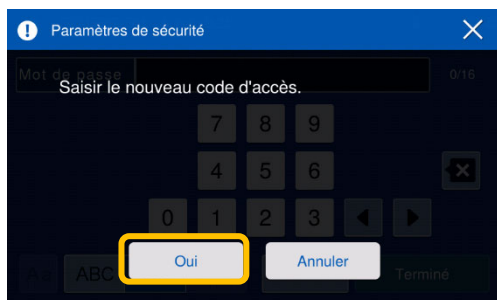 Paramètres de sécurité
Mot de passe 0/16
Saisir le nouveau code d'accès.
7 8 9
4 5 6
0 1 2 3
Oui Annuler
Aa ABC Terminé